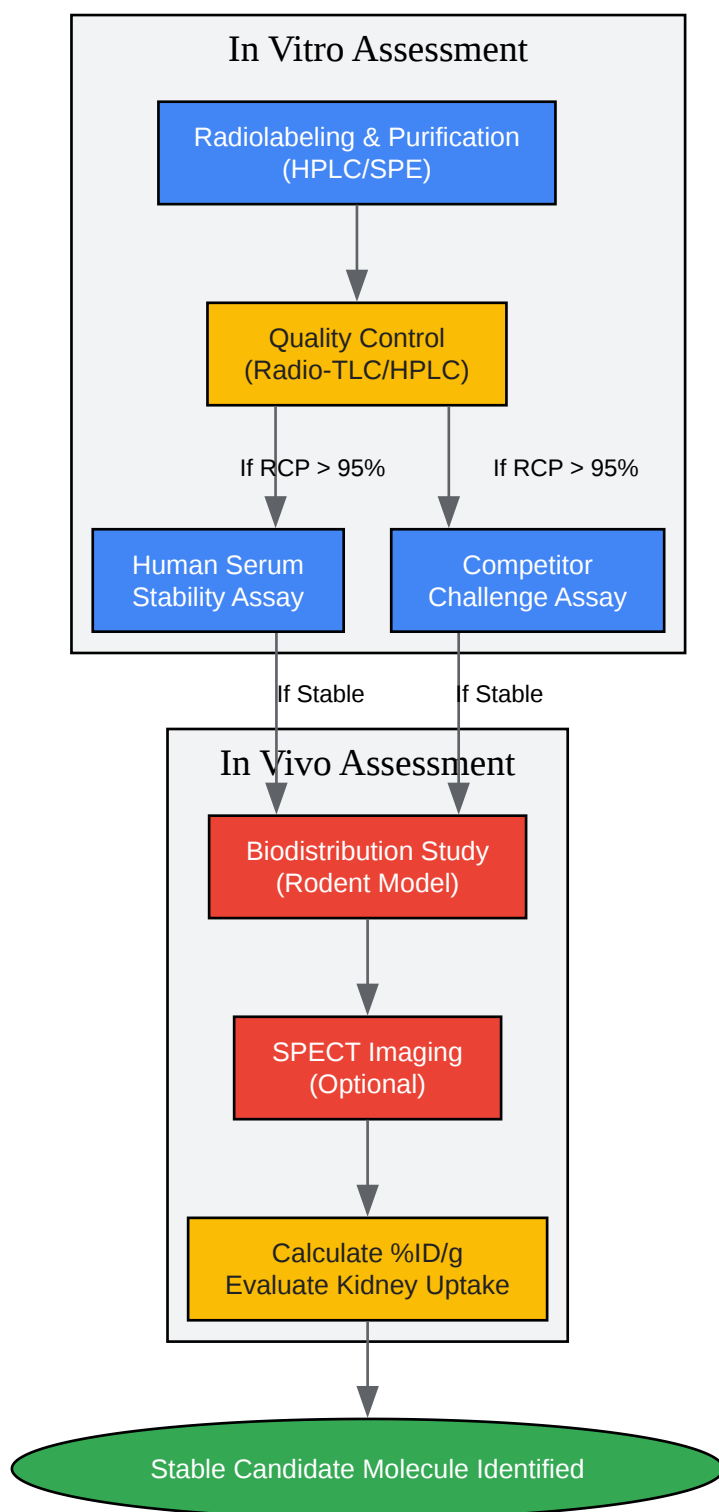 In Vitro Assessment
Radiolabeling & Purification
(HPLC/SPE)
Quality Control
(Radio-TLC/HPLC)
If RCP > 95%
If RCP > 95%
Human Serum
Stability Assay
Competitor
Challenge Assay
If Stable
If Stable
In Vivo Assessment
Biodistribution Study
(Rodent Model)
SPECT Imaging
(Optional)
Calculate %ID/g
Evaluate Kidney Uptake
Stable Candidate Molecule Identified